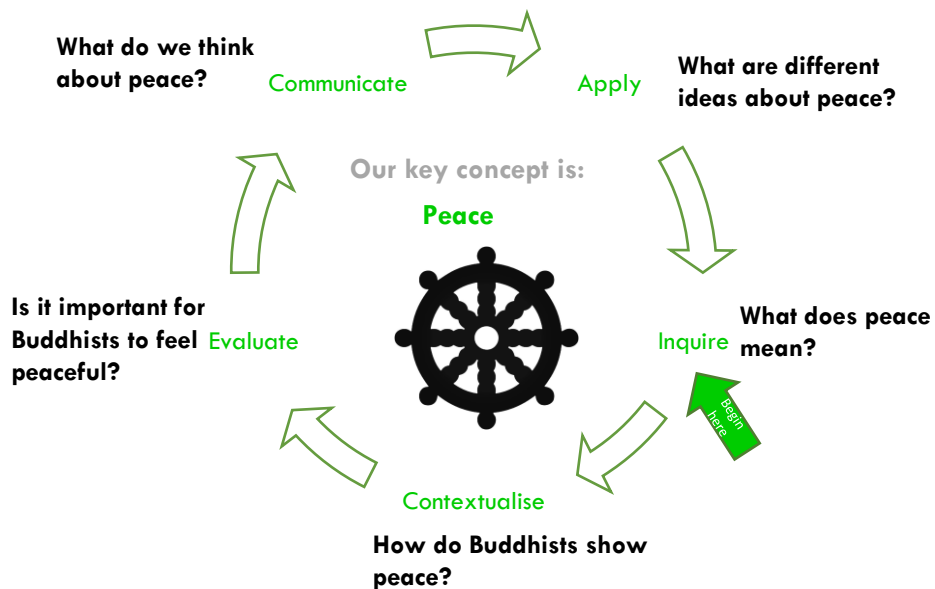 What do we think
about peace?
Communicate
Apply
What are different
ideas about peace?
Our key concept is:
Peace
Is it important for
Buddhists to feel
peaceful?
Evaluate
Inquire
What does peace
mean?
Begin
here
Contextualise
How do Buddhists show
peace?